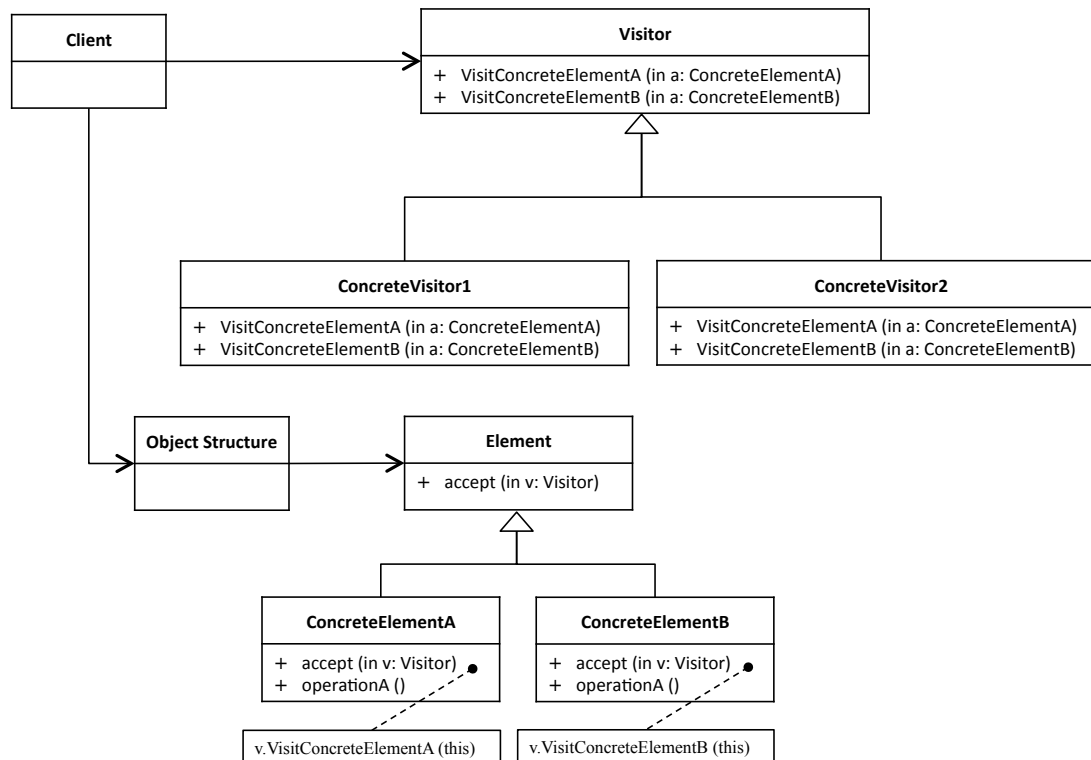 Client
Visitor
+ VisitConcreteElementA (in a: ConcreteElementA)
+ VisitConcreteElementB (in a: ConcreteElementB)
ConcreteVisitor1
+ VisitConcreteElementA (in a: ConcreteElementA)
+ VisitConcreteElementB (in a: ConcreteElementB)
ConcreteVisitor2
+ VisitConcreteElementA (in a: ConcreteElementA)
+ VisitConcreteElementB (in a: ConcreteElementB)
Object Structure
Element
+ accept (in v: Visitor)
ConcreteElementA
+ accept (in v: Visitor)
+ operationA ()
ConcreteElementB
+ accept (in v: Visitor)
+ operationA ()
v.VisitConcreteElementA (this)
v.VisitConcreteElementB (this)